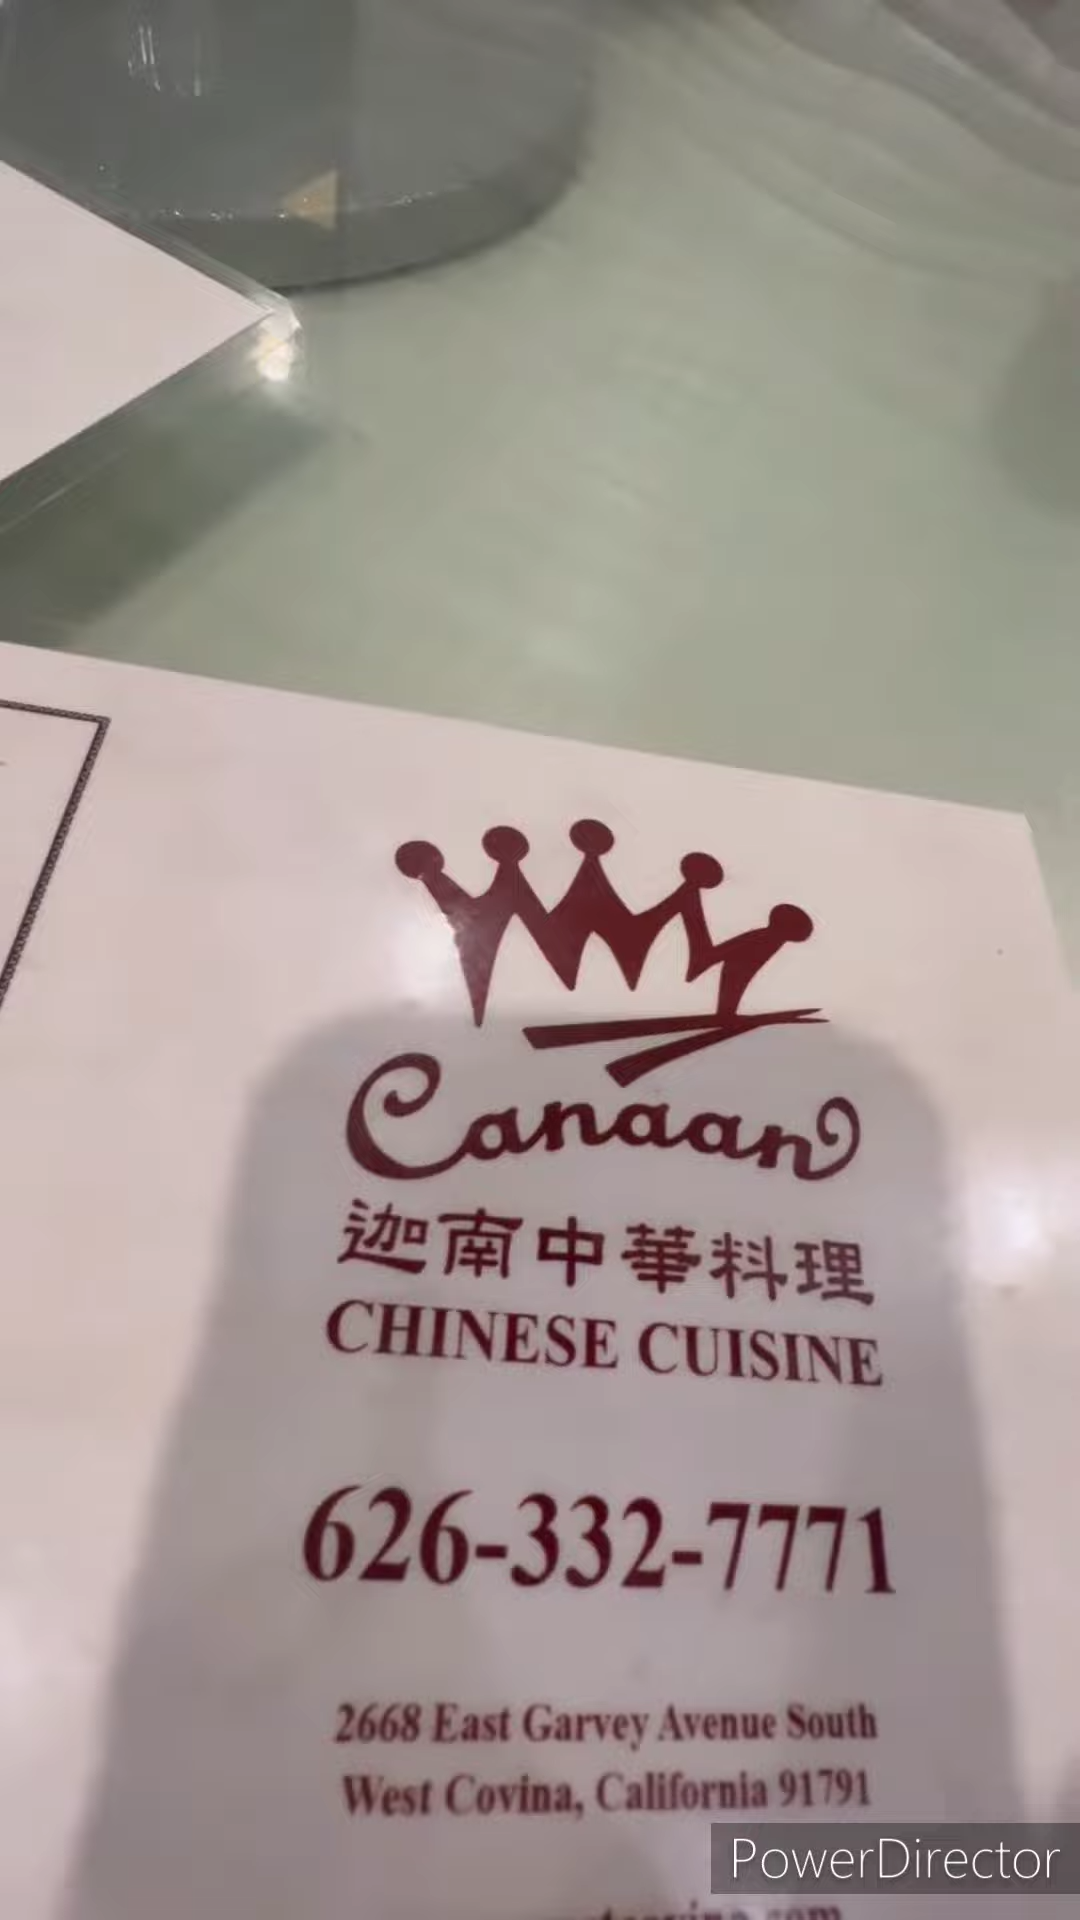 Canaan
迦南中華料理
CHINESE CUISINE
626-332-7771
2668 East Garvey Avenue South
West Covina, California 91791
PowerDirector